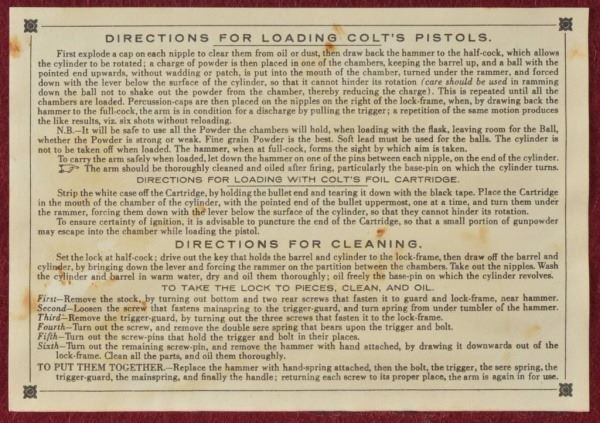 DIRECTIONS FOR LOADING COLT'S PISTOLS.
First explode a cap on each nipple to clear them from oil or dust, then draw back the hammer to the half-cock, which allows
the cylinder to be rotated; a charge of powder is then placed in one of the chambers, keeping the barrel up, and a ball with the
pointed end upwards, without wadding or patch, is put into the mouth of the chamber, turned under the rammer, and forced
down with the lever below the surface of the cylinder, so that it cannot hinder its rotation (care should be used in ramming
down the ball not to shake out the powder from the chamber, thereby reducing the charge). This is repeated until all the
chambers are loaded. Percussion-caps are then placed on the nipples on the right of the lock-frame, when, by drawing back the
hammer to the full-cock, the arm is in condition for a discharge by pulling the trigger; a repetition of the same motion produces
the like results, viz. six shots without reloading.
N.B.—It will be safe to use all the Powder the chambers will hold, when loading with the flask, leaving room for the Ball,
whether the Powder is strong or weak. Fine grain Powder is the best. Soft lead must be used for the balls. The cylinder is
not to be taken off when loaded. The hammer, when at full-cock, forms the sight by which aim is taken.
To carry the arm safely when loaded, let down the hammer on one of the pins between each nipple, on the end of the cylinder.
☞ The arm should be thoroughly cleaned and oiled after firing, particularly the base-pin on which the cylinder turns.
DIRECTIONS FOR LOADING WITH COLT'S FOIL CARTRIDGE.
Strip the white case off the Cartridge, by holding the bullet end and tearing it down with the black tape. Place the Cartridge
in the mouth of the chamber of the cylinder, with the pointed end of the bullet uppermost, one at a time, and turn them under
the rammer, forcing them down with the lever below the surface of the cylinder, so that they cannot hinder its rotation.
To ensure certainty of ignition, it is advisable to puncture the end of the Cartridge, so that a small portion of gunpowder
may escape into the chamber while loading the pistol.
DIRECTIONS FOR CLEANING.
Set the lock at half-cock; drive out the key that holds the barrel and cylinder to the lock-frame, then draw off the barrel and
cylinder, by bringing down the lever and forcing the rammer on the partition between the chambers. Take out the nipples. Wash
the cylinder and barrel in warm water, dry and oil them thoroughly; oil freely the base-pin on which the cylinder revolves.
TO TAKE THE LOCK TO PIECES, CLEAN, AND OIL.
First—Remove the stock, by turning out bottom and two rear screws that fasten it to guard and lock-frame, near hammer.
Second—Loosen the screw that fastens mainspring to the trigger-guard, and turn spring from under tumbler of the hammer.
Third—Remove the trigger-guard, by turning out the three screws that fastens it to the lock-frame.
Fourth—Turn out the screw, and remove the double sere spring that bears upon the trigger and bolt.
Fifth—Turn out the screw-pins that hold the trigger and bolt in their places.
Sixth—Turn out the remaining screw-pin, and remove the hammer with hand attached, by drawing it downwards out of the
lock-frame. Clean all the parts, and oil them thoroughly.
TO PUT THEM TOGETHER.—Replace the hammer with hand-spring attached, then the bolt, the trigger, the sere spring, the
trigger-guard, the mainspring, and finally the handle; returning each screw to its proper place, the arm is again in for use.